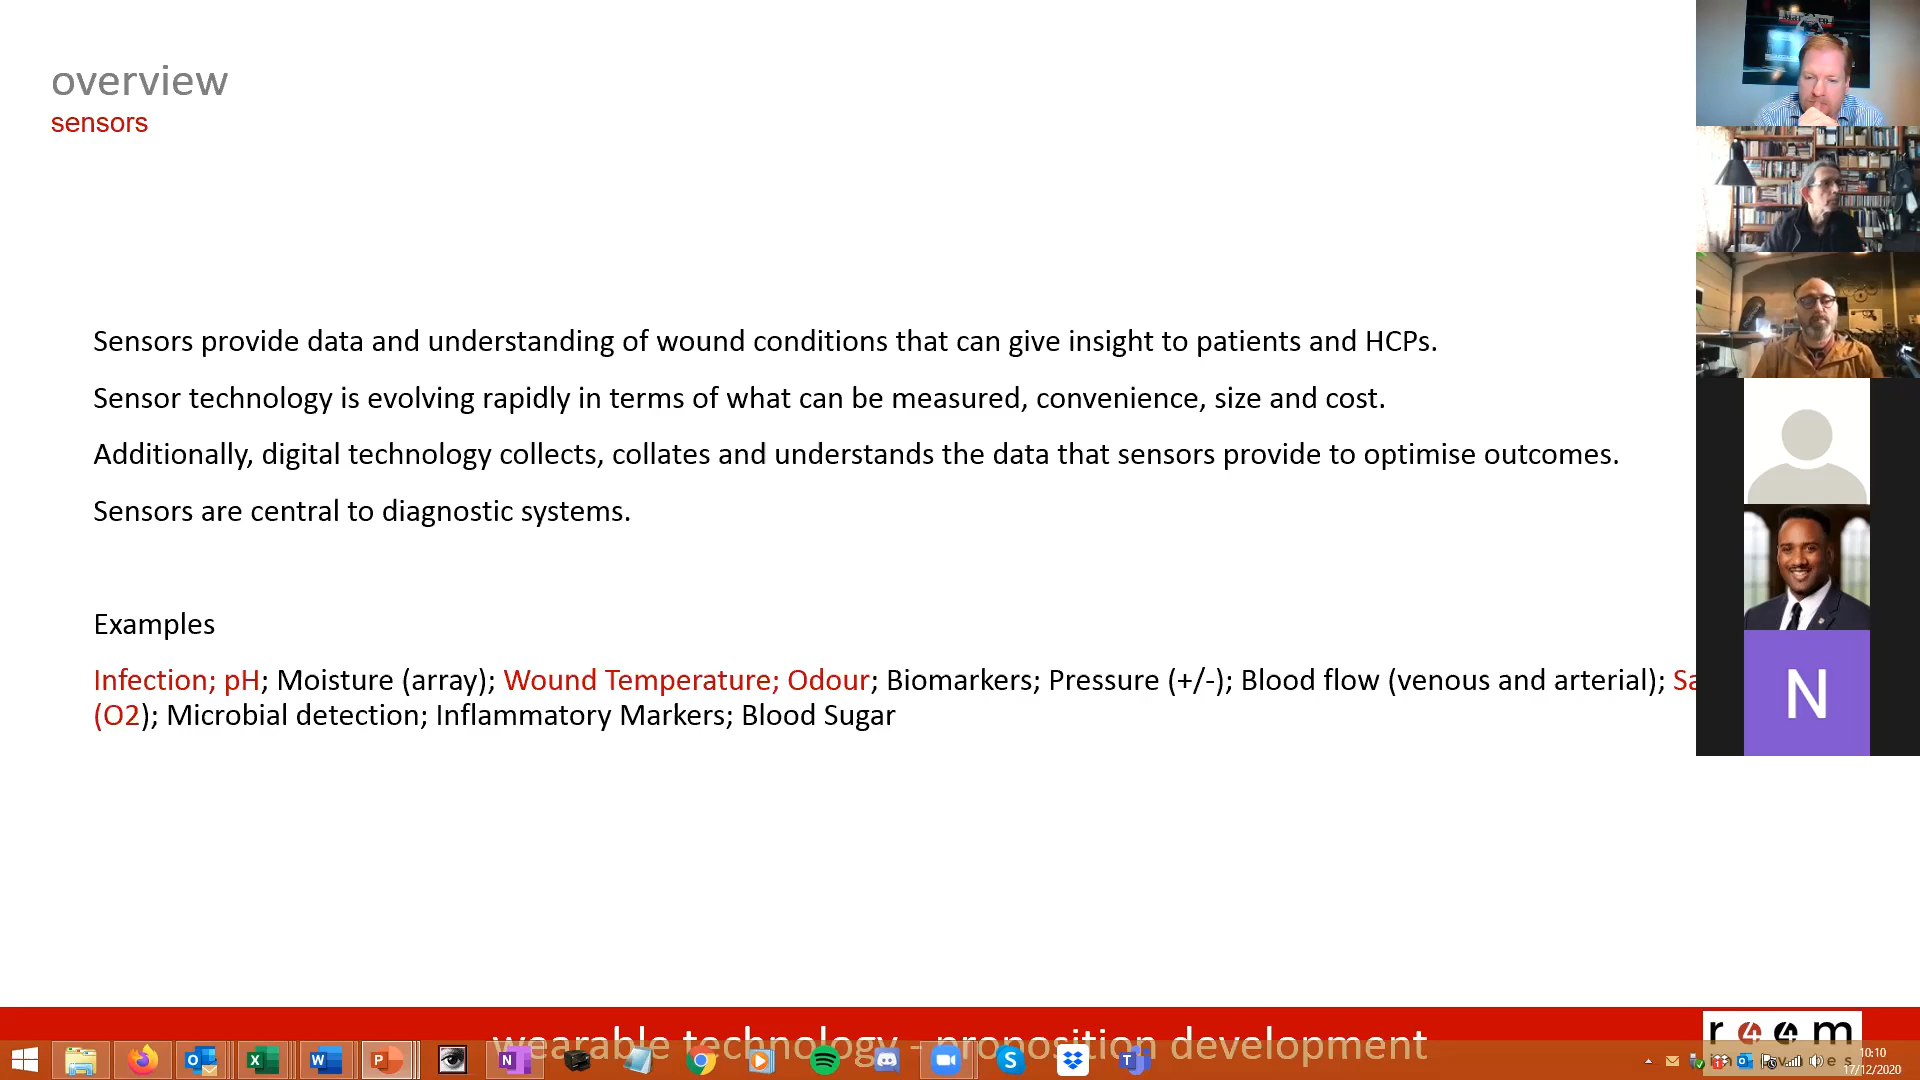 overview
sensors
Sensors provide data and understanding of wound conditions that can give insight to patients and HCPs.
Sensor technology is evolving rapidly in terms of what can be measured, convenience, size and cost.
Additionally, digital technology collects, collates and understands the data that sensors provide to optimise outcomes.
Sensors are central to diagnostic systems.
Examples
Infection; pH; Moisture (array); Wound Temperature; Odour; Biomarkers; Pressure (+/-); Blood flow (venous and arterial);
(O2); Microbial detection; Inflammatory Markers; Blood Sugar
N
wearable technology - proposition development
r44m
10:10
17/12/2020